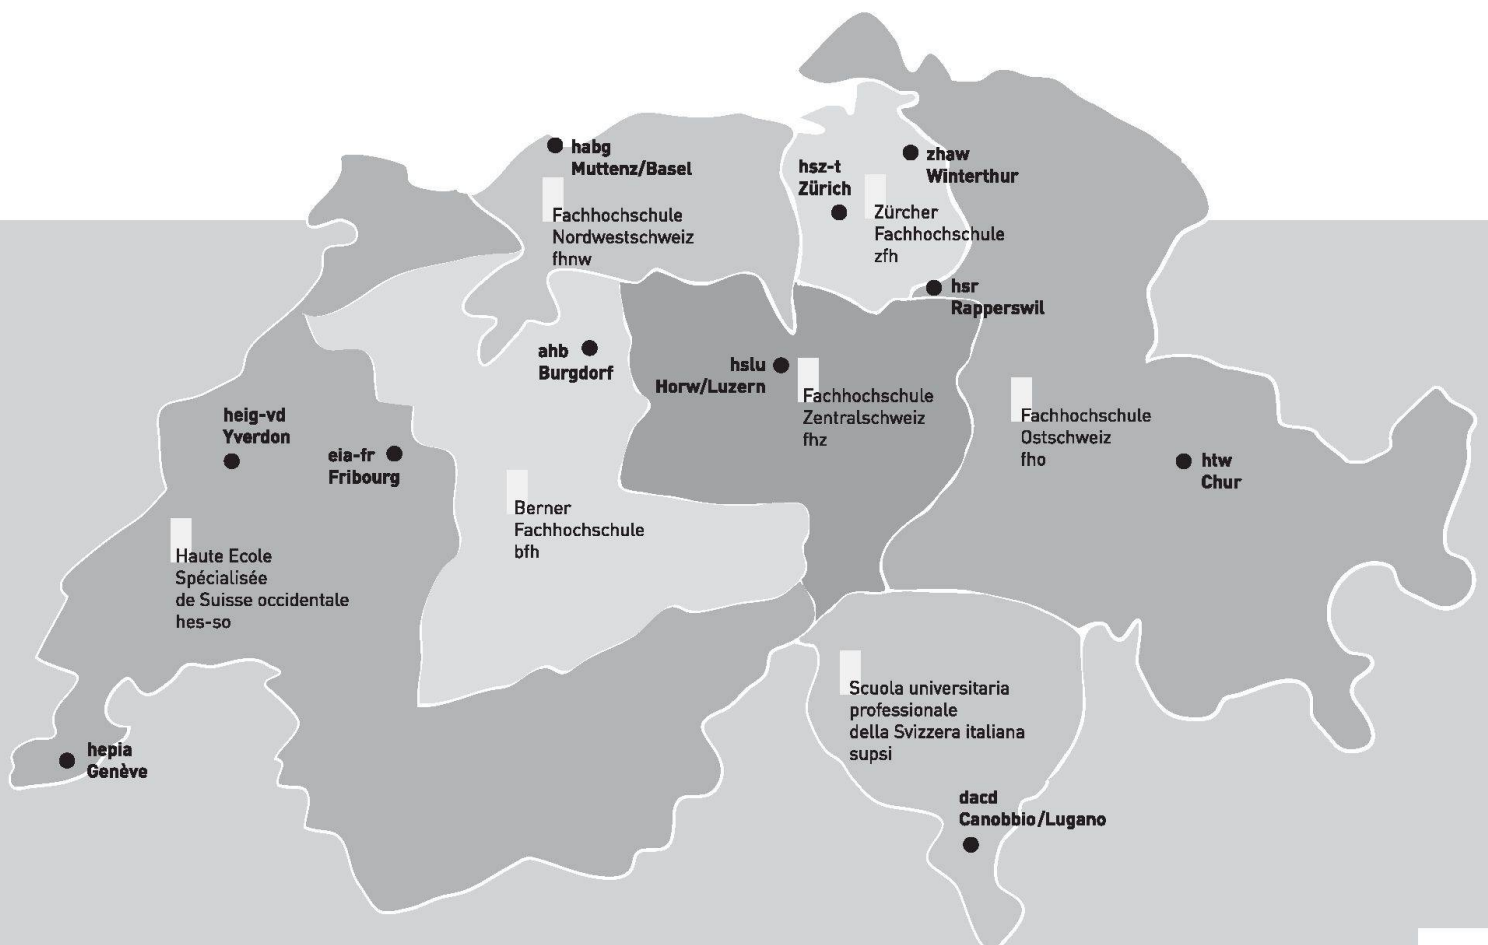 habg
Muttenz/Basel
Fachhochschule
Nordwestschweiz
fhnw
hsz-t
Zürich
zhaw
Winterthur
Zürcher
Fachhochschule
zfh
hsr
Rapperswil
ahb
Burgdorf
hslu
Horw/Luzern
Fachhochschule
Zentralschweiz
fhz
Fachhochschule
Ostschweiz
fho
htw
Chur
heig-vd
Yverdon
eia-fr
Fribourg
Berner
Fachhochschule
bfh
Haute Ecole
Spécialisée
de Suisse occidentale
hes-so
hepia
Genève
Scuola universitaria
professionale
della Svizzera italiana
supsi
dacd
Canobbio/Lugano